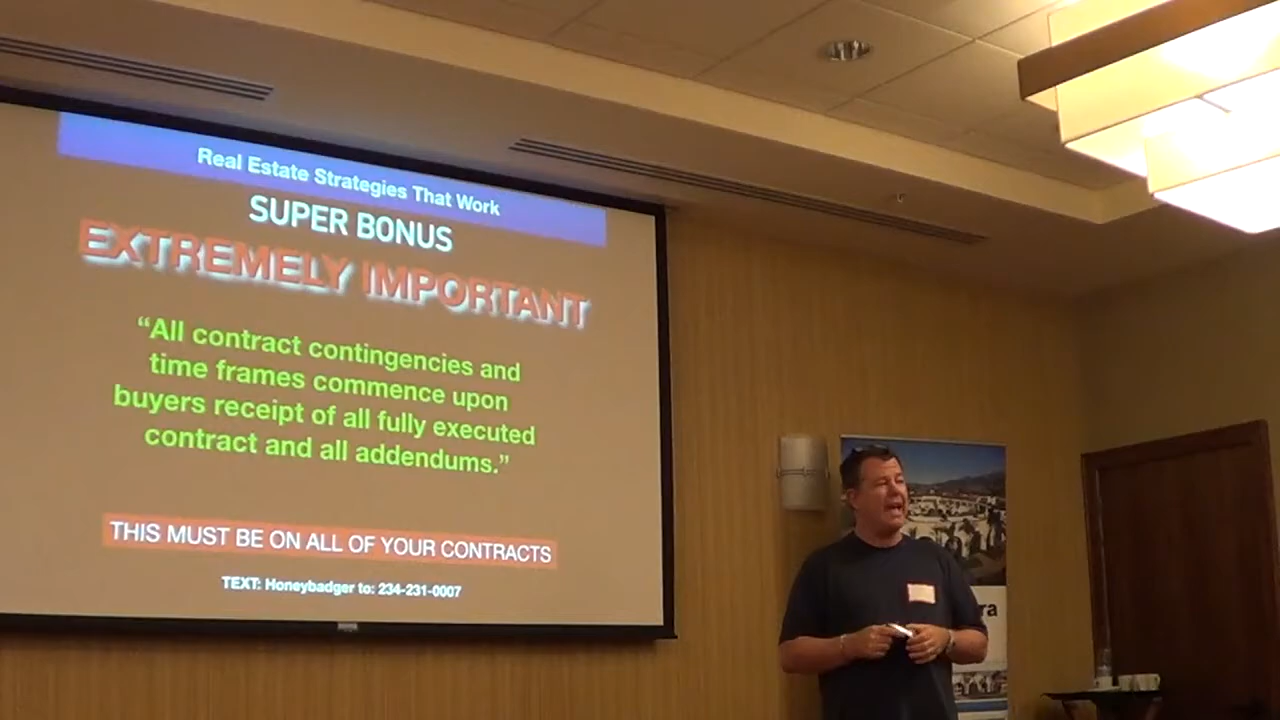 Real Estate Strategies That Work
SUPER BONUS
EXTREMELY IMPORTANT
“All contract contingencies and
time frames commence upon
buyers receipt of all fully executed
contract and all addendums.”
THIS MUST BE ON ALL OF YOUR CONTRACTS
TEXT: Honeybadger to: 234-231-0007
ra